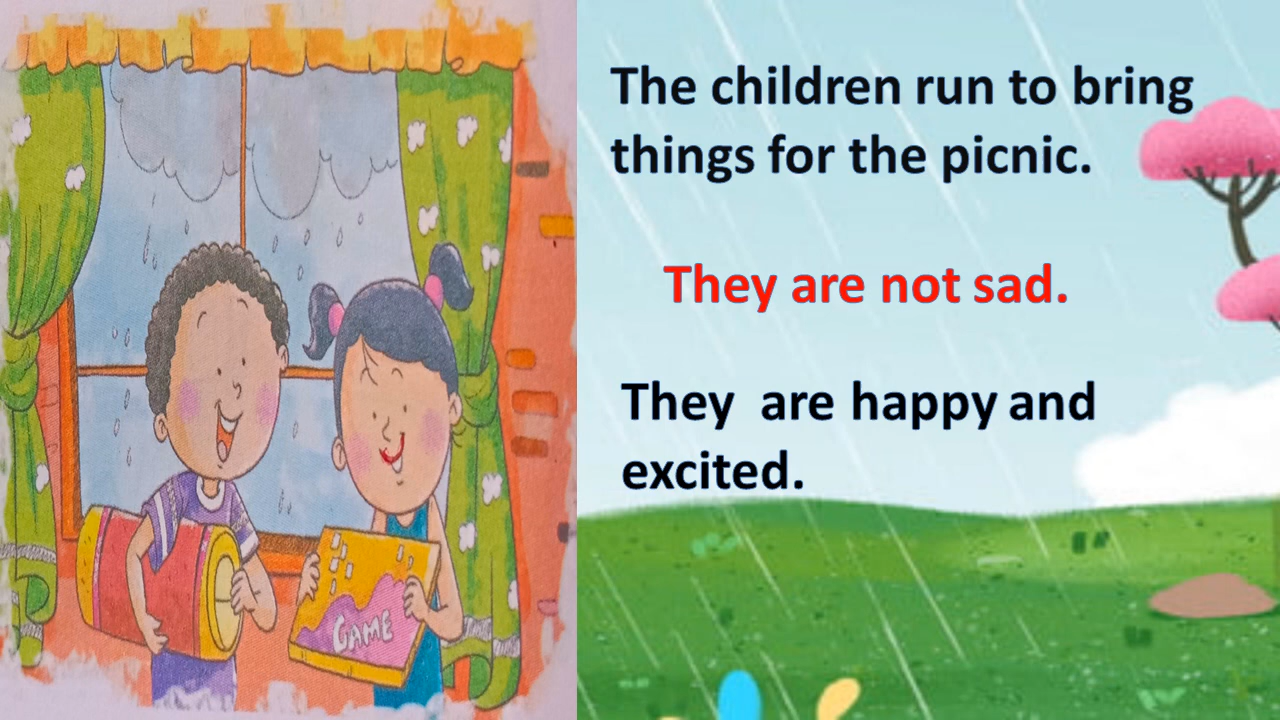 GAME
The children run to bring
things for the picnic.
They are not sad.
They are happy and
excited.